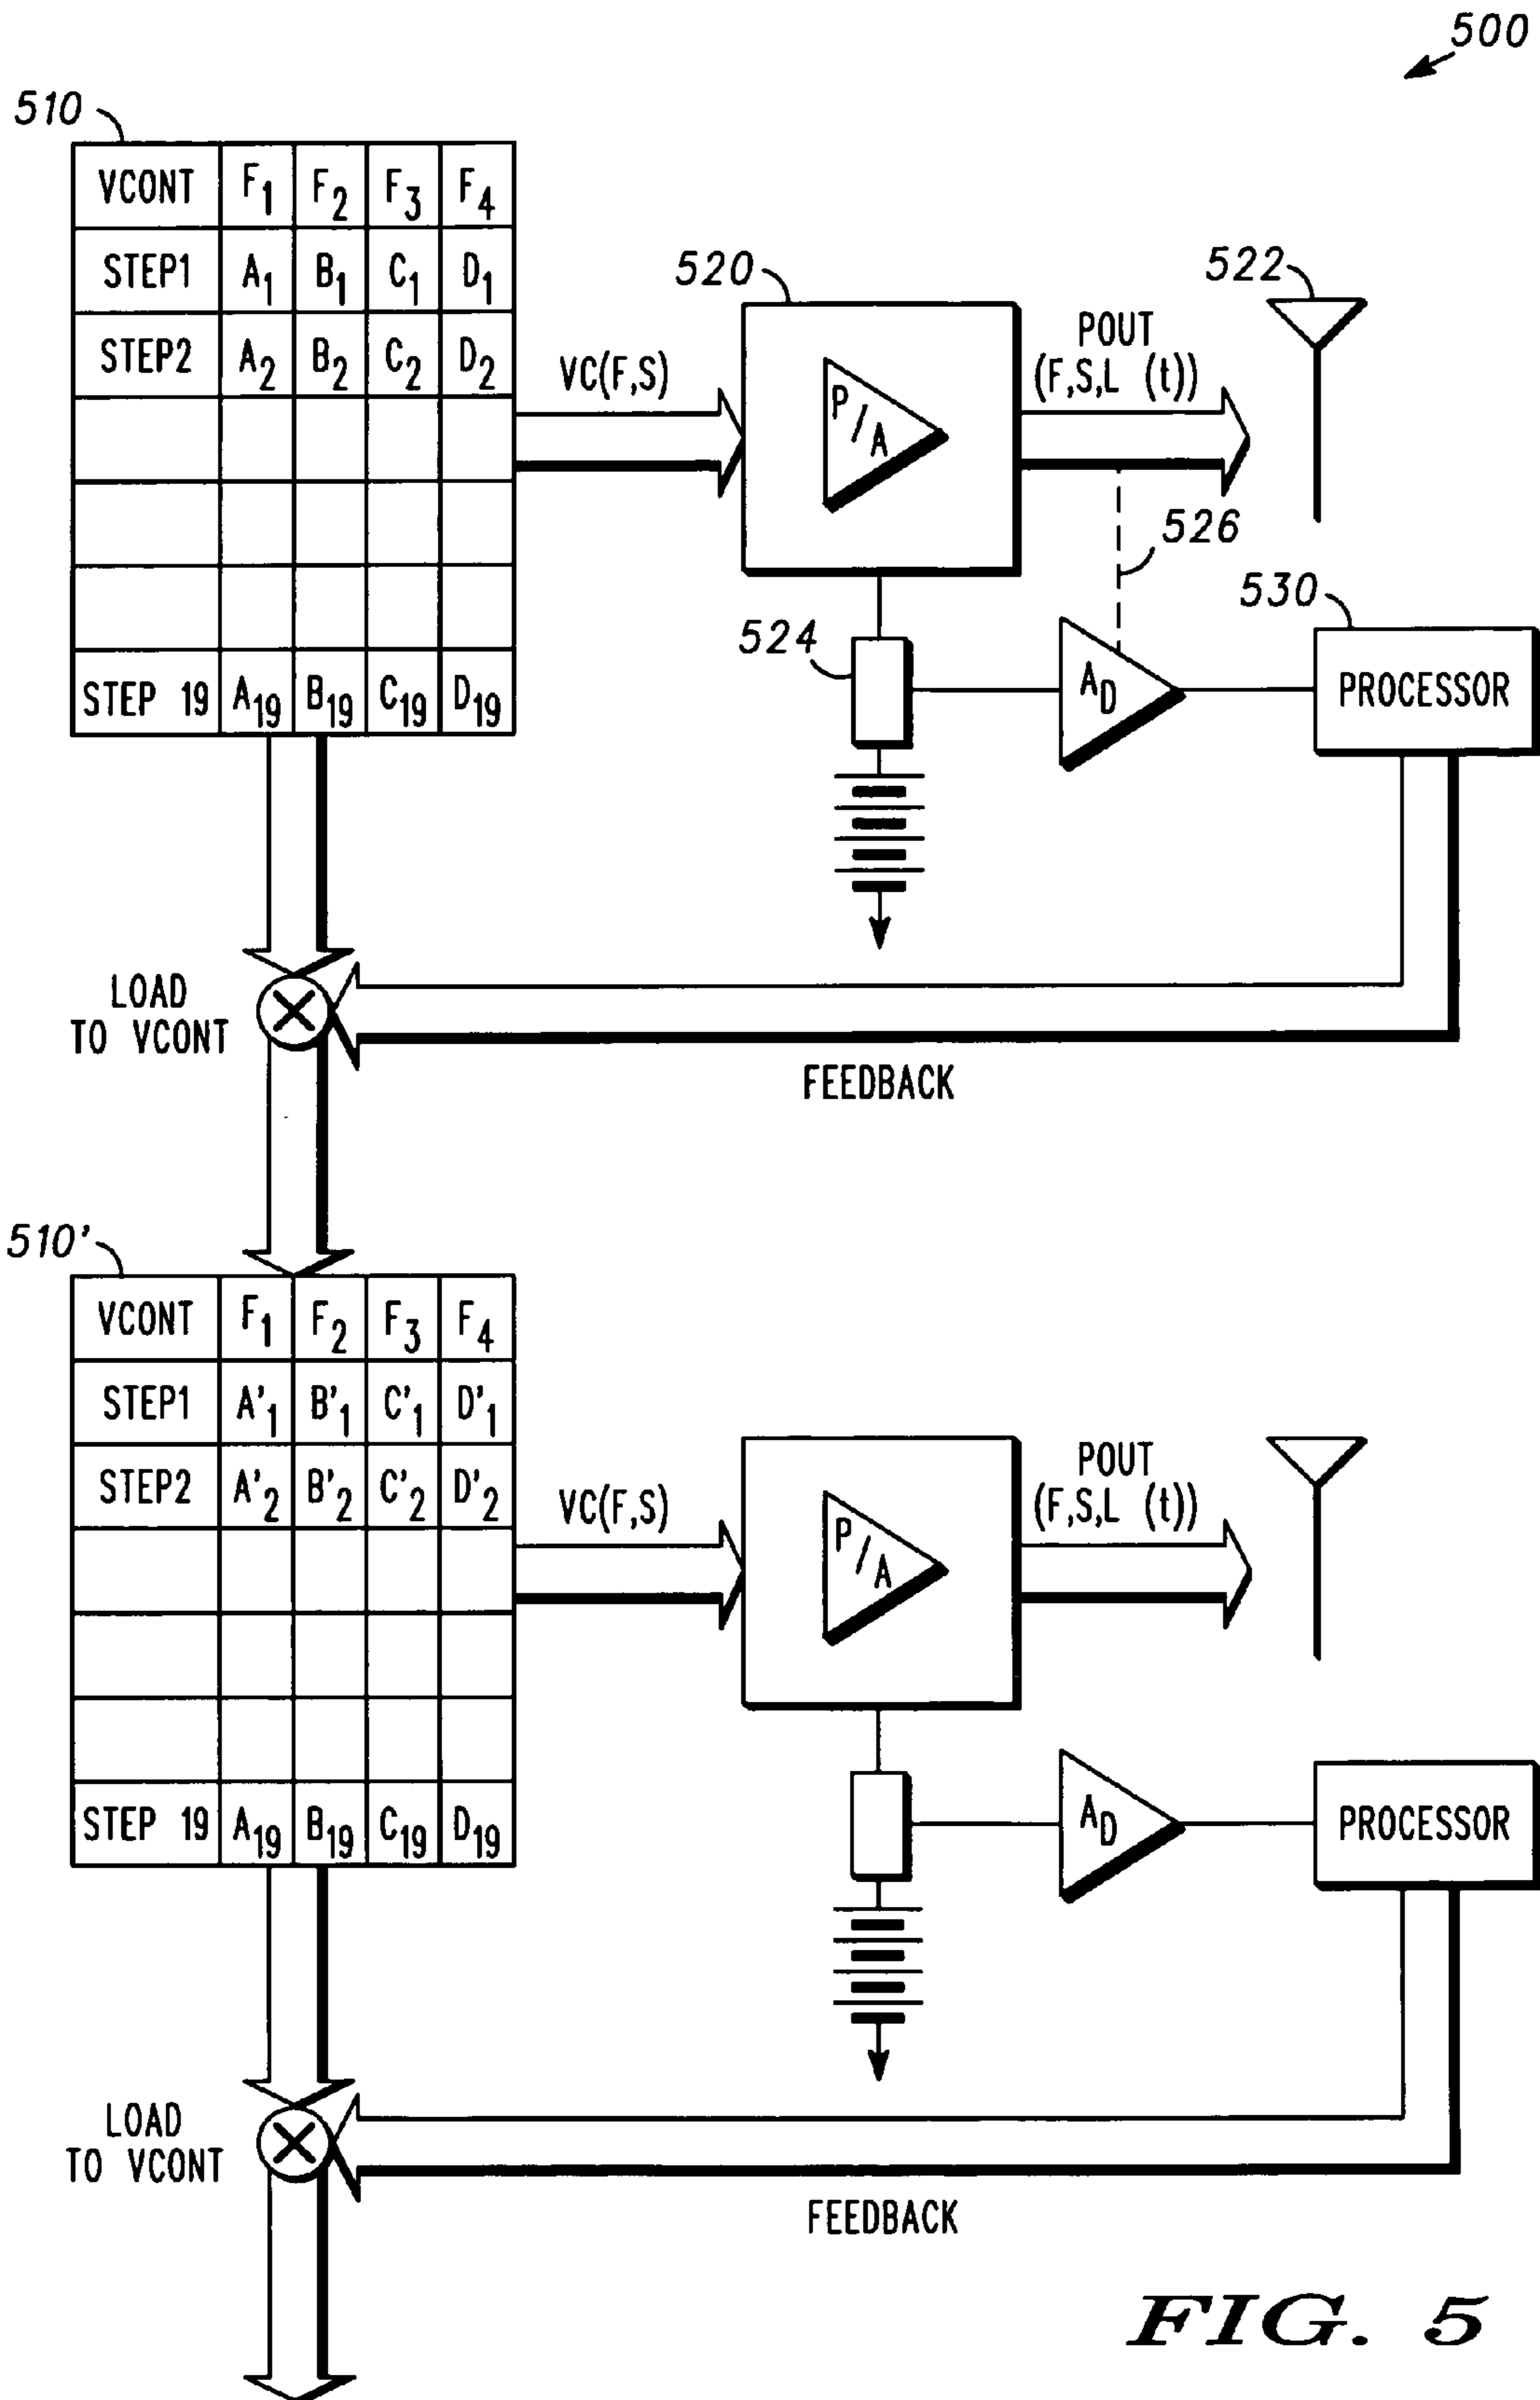 500
510
VCONT F1 F2 F3 F4
STEP1 A1 B1 C1 D1
STEP2 A2 B2 C2 D2
STEP 19 A19 B19 C19 D19
VC(F,S)
520
P/A
POUT
(F,S,L (t))
522
526
524
AD
530
PROCESSOR
LOAD
TO VCONT
FEEDBACK
510'
VCONT F1 F2 F3 F4
STEP1 A'1 B'1 C'1 D'1
STEP2 A'2 B'2 C'2 D'2
STEP 19 A19 B19 C19 D19
VC(F,S)
P/A
POUT
(F,S,L (t))
AD
PROCESSOR
LOAD
TO VCONT
FEEDBACK
FIG. 5